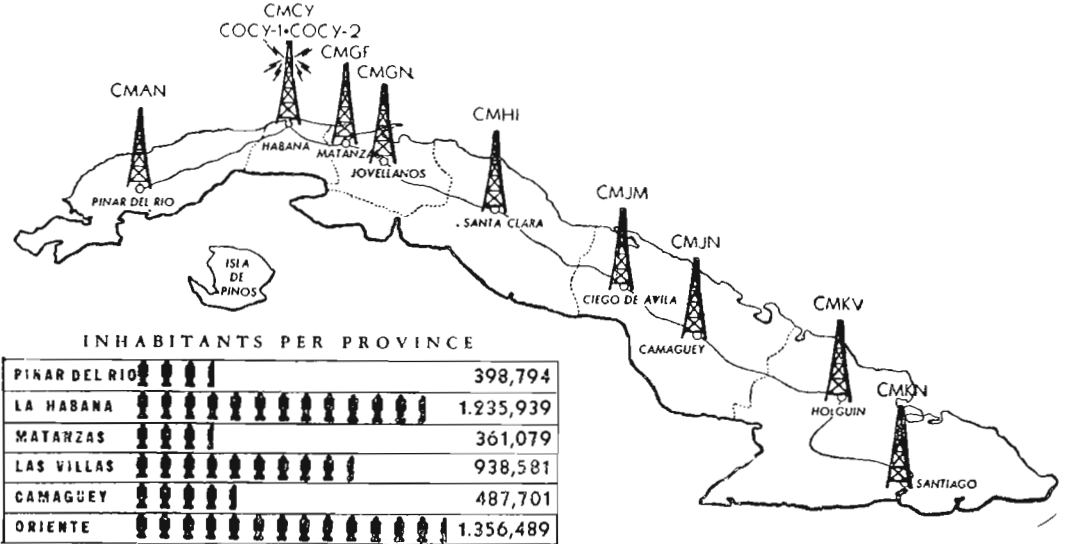 CMCY
COCY-1•COCY-2
CMGF
CMGN
CMAN
CMHI
HABANA
MATANZAS
JOVELLANOS
PINAR DEL RIO
SANTA CLARA
CMJM
CMJN
ISLA
DE
PINOS
CIEGO DE AVILA
CMKV
CAMAGUEY
CMKN
HOLGUIN
SANTIAGO
INHABITANTS PER PROVINCE
PINAR DEL RIO 398,794
LA HABANA 1.235,939
MATANZAS 361,079
LAS VILLAS 938,581
CAMAGUEY 487,701
ORIENTE 1.356,489